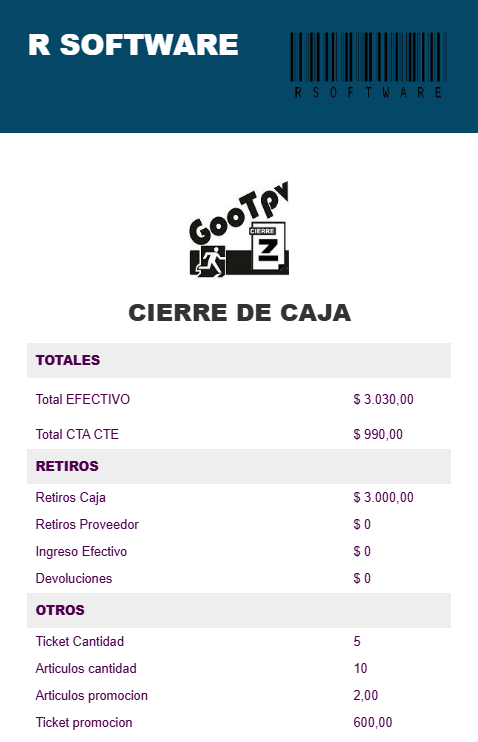 R SOFTWARE
R SOFTWARE
GooTpv
CIERRE
Z
CIERRE DE CAJA
TOTALES
Total EFECTIVO $ 3.030,00
Total CTA CTE $ 990,00
RETIROS
Retiros Caja $ 3.000,00
Retiros Proveedor $ 0
Ingreso Efectivo $ 0
Devoluciones $ 0
OTROS
Ticket Cantidad 5
Articulos cantidad 10
Articulos promocion 2,00
Ticket promocion 600,00